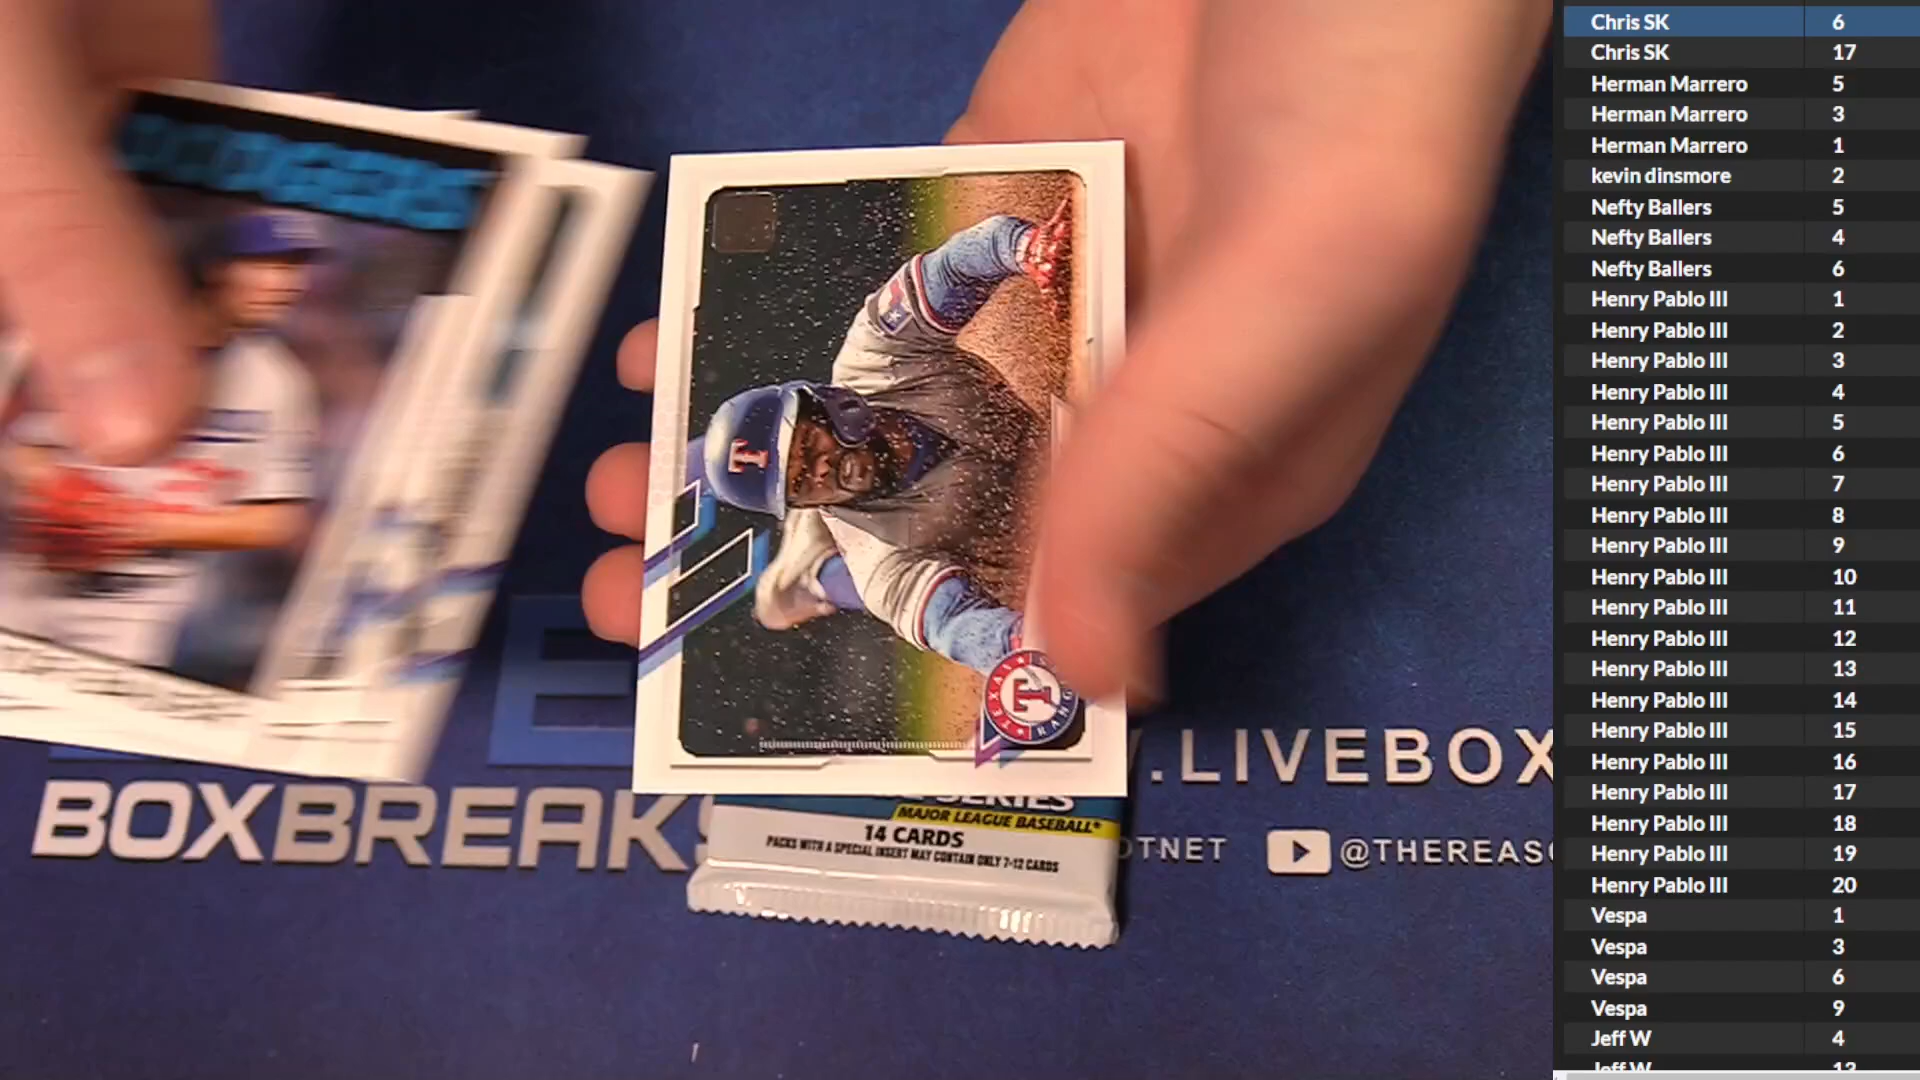 DODGERS
T
TEXAS RANG
SERIES
MAJOR LEAGUE BASEBALL
14 CARDS
PACKS WITH A SPECIAL INSERT MAY CONTAIN ONLY 7-12 CARDS
BOXBREAK
.LIVEBOX
OTNET
@THEREAS
Chris SK 6
Chris SK 17
Herman Marrero 5
Herman Marrero 3
Herman Marrero 1
kevin dinsmore 2
Nefty Ballers 5
Nefty Ballers 4
Nefty Ballers 6
Henry Pablo III 1
Henry Pablo III 2
Henry Pablo III 3
Henry Pablo III 4
Henry Pablo III 5
Henry Pablo III 6
Henry Pablo III 7
Henry Pablo III 8
Henry Pablo III 9
Henry Pablo III 10
Henry Pablo III 11
Henry Pablo III 12
Henry Pablo III 13
Henry Pablo III 14
Henry Pablo III 15
Henry Pablo III 16
Henry Pablo III 17
Henry Pablo III 18
Henry Pablo III 19
Henry Pablo III 20
Vespa 1
Vespa 3
Vespa 6
Vespa 9
Jeff W 4
Jeff W